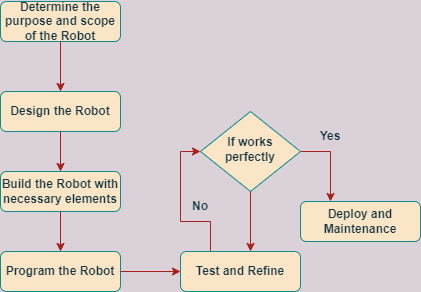 Determine the
purpose and scope
of the Robot
Design the Robot
Build the Robot with
necessary elements
Program the Robot
Test and Refine
No
If works
perfectly
Yes
Deploy and
Maintenance